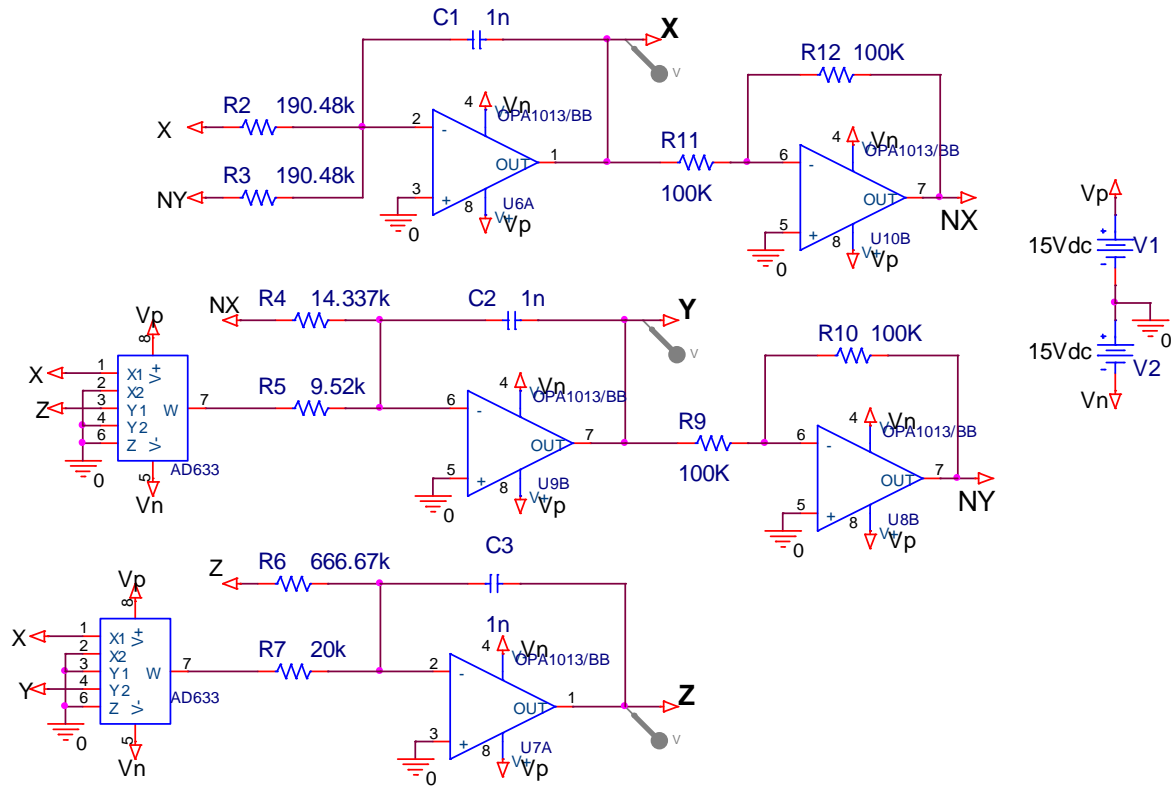 C1 1n
X
V
R12 100K
R2 190.48k
4 Vn
V-
OPA1013/BB
X
2
-
OUT
1
R11
100K
4 Vn
V-
OPA1013/BB
6
-
OUT
7
R3 190.48k
NY
3
+
8
V+
U6A
Vp
0
5
+
8
V+
U10B
Vp
0
NX
Vp
15Vdc
+
-
V1
0
15Vdc
+
-
V2
Vn
NX
R4 14.337k
C2 1n
Y
V
R10 100K
Vp
8
X
1
2
Z
3
4
6
X1
X2
Y1
Y2
Z
V+
V-
W
7
AD633
5
Vn
0
R5 9.52k
4 Vn
V-
OPA1013/BB
6
-
OUT
7
5
+
8
V+
U9B
Vp
0
R9
100K
4 Vn
V-
OPA1013/BB
6
-
OUT
7
5
+
8
V+
U8B
Vp
0
NY
Z
R6 666.67k
C3
1n
Vp
8
X
1
2
3
Y
4
6
X1
X2
Y1
Y2
Z
V+
V-
W
7
AD633
5
Vn
0
R7 20k
4 Vn
V-
OPA1013/BB
2
-
OUT
1
3
+
8
V+
U7A
Vp
0
Z
V